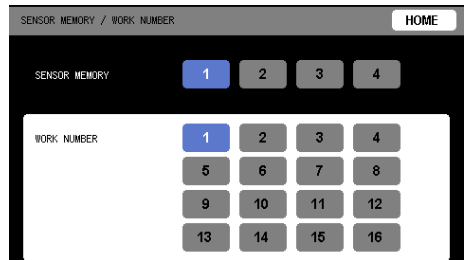 SENSOR MEMORY / WORK NUMBER HOME
SENSOR MEMORY 1 2 3 4
WORK NUMBER 1 2 3 4
5 6 7 8
9 10 11 12
13 14 15 16